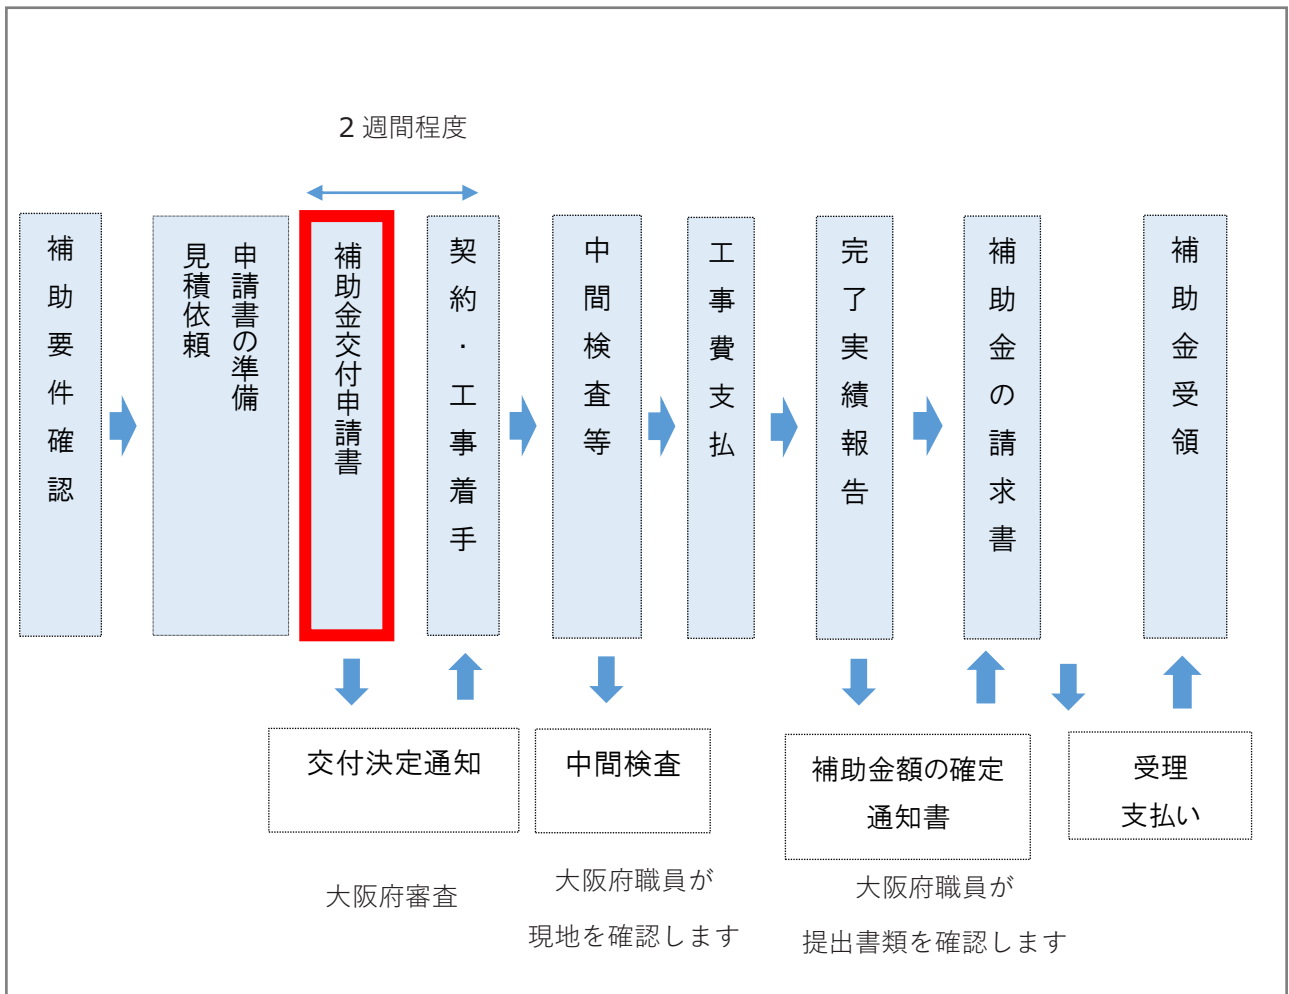 2 週間程度
補助要件確認
申請書の準備
見積依頼
補助金交付申請書
契約・工事着手
中間検査等
工事費支払
完了実績報告
補助金の請求書
補助金受領
交付決定通知
中間検査
補助金額の確定
通知書
受理
支払い
大阪府審査
大阪府職員が
現地を確認します
大阪府職員が
提出書類を確認します